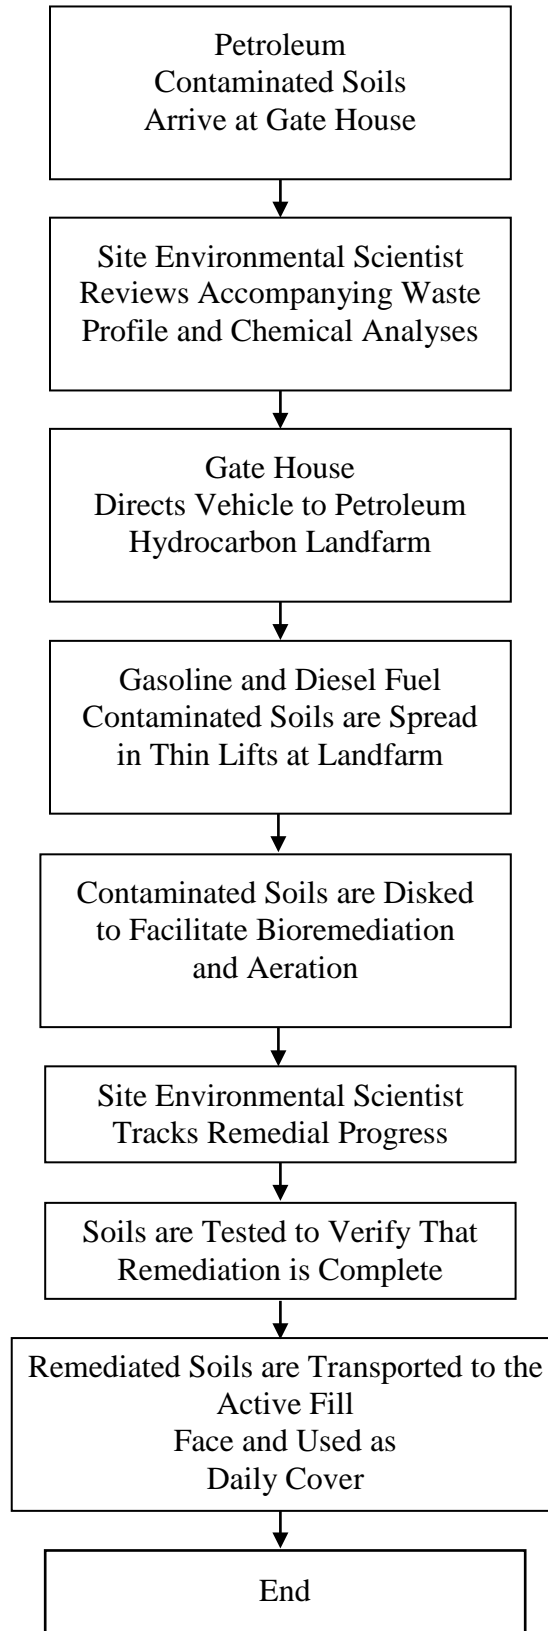 Petroleum
Contaminated Soils
Arrive at Gate House
Site Environmental Scientist
Reviews Accompanying Waste
Profile and Chemical Analyses
Gate House
Directs Vehicle to Petroleum
Hydrocarbon Landfarm
Gasoline and Diesel Fuel
Contaminated Soils are Spread
in Thin Lifts at Landfarm
Contaminated Soils are Disked
to Facilitate Bioremediation
and Aeration
Site Environmental Scientist
Tracks Remedial Progress
Soils are Tested to Verify That
Remediation is Complete
Remediated Soils are Transported to the
Active Fill
Face and Used as
Daily Cover
End